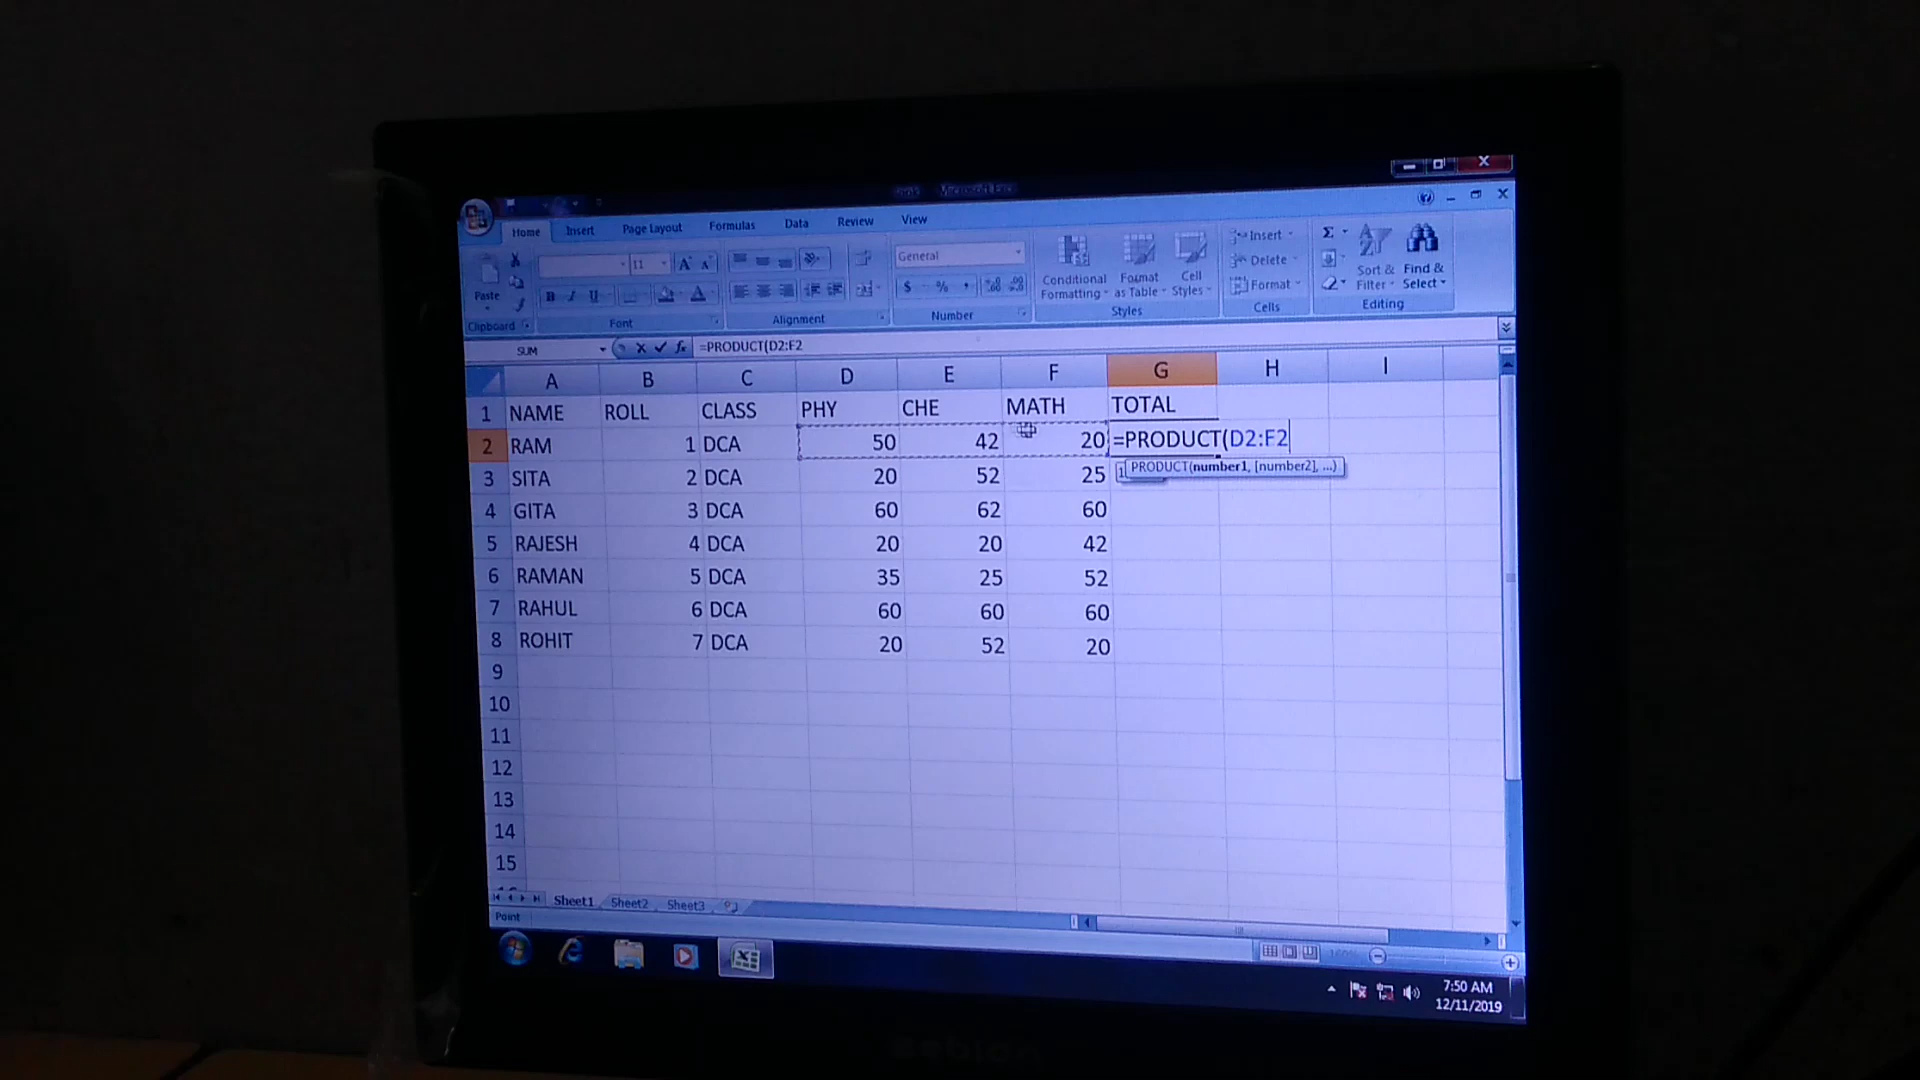 Microsoft Excel
Home Insert Page Layout Formulas Data Review View
11 General
Paste
Conditional Formatting Format as Table Cell Styles
Insert Delete Format
Sort & Filter Find & Select
Clipboard Font Alignment Number Styles Cells Editing
SUM =PRODUCT(D2:F2
A B C D E F G H I
1 NAME ROLL CLASS PHY CHE MATH TOTAL
2 RAM 1 DCA 50 42 20 =PRODUCT(D2:F2
PRODUCT(number1, [number2], ...)
3 SITA 2 DCA 20 52 25
4 GITA 3 DCA 60 62 60
5 RAJESH 4 DCA 20 20 42
6 RAMAN 5 DCA 35 25 52
7 RAHUL 6 DCA 60 60 60
8 ROHIT 7 DCA 20 52 20
9
10
11
12
13
14
15
Sheet1 Sheet2 Sheet3
Point
7:50 AM
12/11/2019